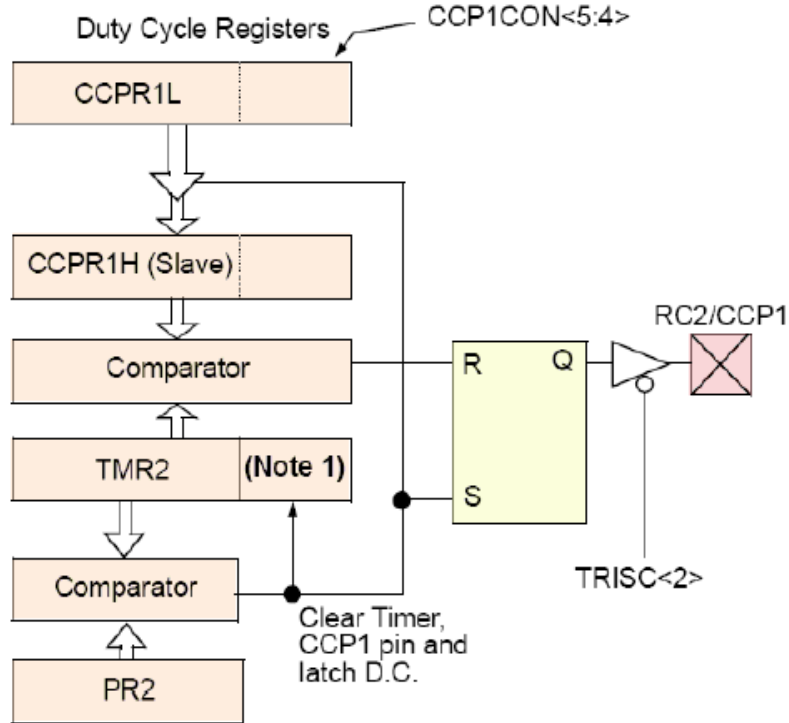 Duty Cycle Registers
CCP1CON<5:4>
CCPR1L
CCPR1H (Slave)
Comparator
TMR2
(Note 1)
Comparator
PR2
Clear Timer,
CCP1 pin and
latch D.C.
R
Q
S
RC2/CCP1
TRISC<2>